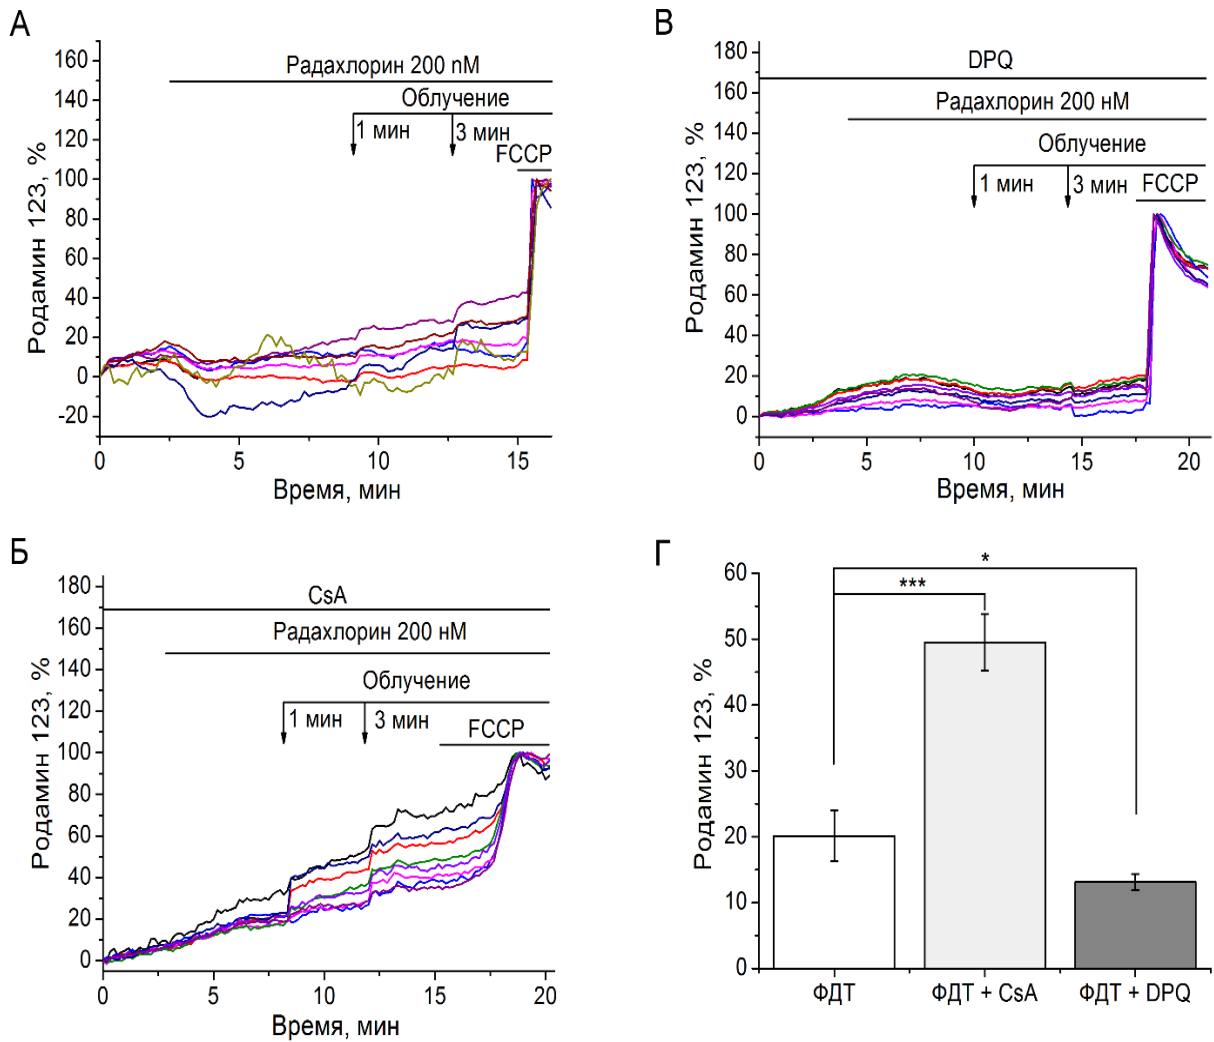 А
Родамин 123, %
160
140
120
100
80
60
40
20
0
-20
Радахлорин 200 nM
Облучение
1 мин
3 мин
FCCP
0
5
10
15
Время, мин
В
Родамин 123, %
180
160
140
120
100
80
60
40
20
0
DPQ
Радахлорин 200 нМ
Облучение
1 мин
3 мин
FCCP
0
5
10
15
20
Время, мин
Б
Родамин 123, %
180
160
140
120
100
80
60
40
20
0
CsA
Радахлорин 200 нМ
Облучение
1 мин
3 мин
FCCP
0
5
10
15
20
Время, мин
Г
Родамин 123, %
60
50
40
30
20
10
0
*
***
ФДТ
ФДТ + CsA
ФДТ + DPQ